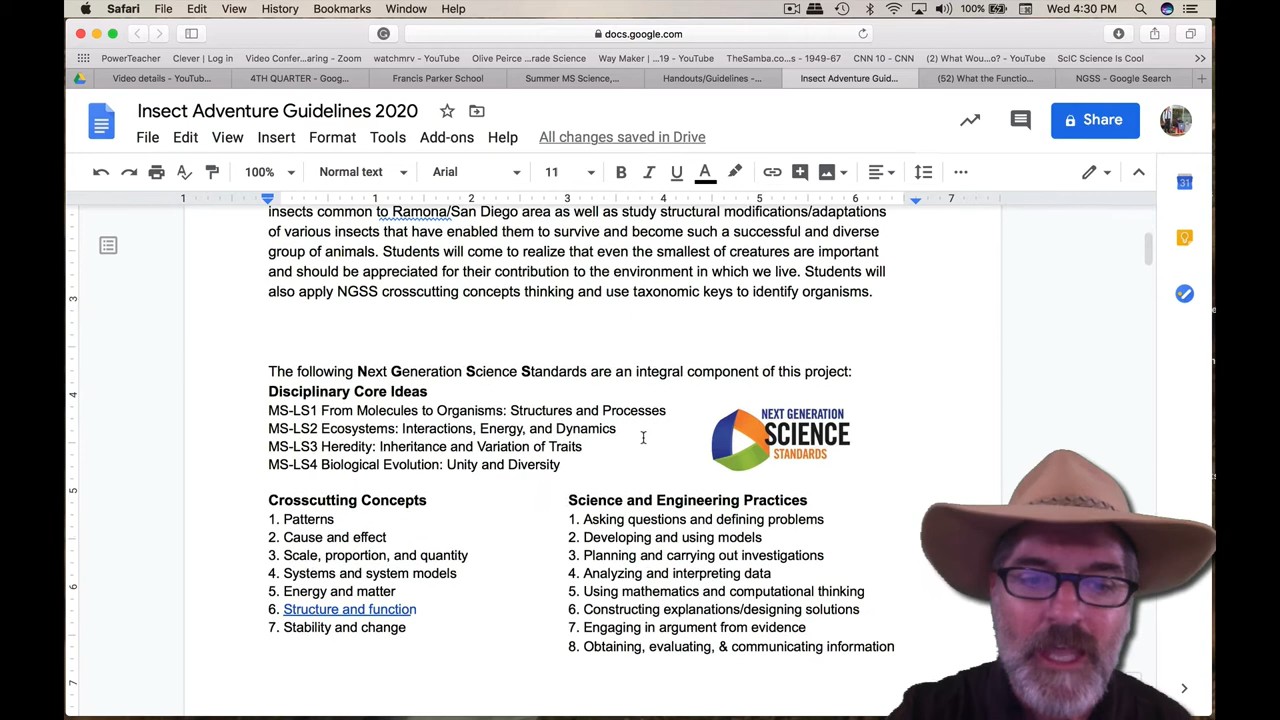 Safari File Edit View History Bookmarks Window Help 100% Wed 4:30 PM
docs.google.com
PowerTeacher Clever | Log in Video Confer...aring - Zoom watchmrv - YouTube Olive Peirce ...rade Science Way Maker | ...19 - YouTube TheSamba.co... - 1949-67 CNN 10 - CNN (2) What Wou...o? - YouTube ScIC Science Is Cool
Video details - YouTub... 4TH QUARTER - Goog... Francis Parker School Summer MS Science,... Handouts/Guidelines -... Insect Adventure Guid... (52) What the Functio... NGSS - Google Search
Insect Adventure Guidelines 2020
File Edit View Insert Format Tools Add-ons Help All changes saved in Drive
Share
100% Normal text Arial 11 B I U A
1 1 2 3 4 5 6 7
insects common to Ramona/San Diego area as well as study structural modifications/adaptations
of various insects that have enabled them to survive and become such a successful and diverse
group of animals. Students will come to realize that even the smallest of creatures are important
and should be appreciated for their contribution to the environment in which we live. Students will
also apply NGSS crosscutting concepts thinking and use taxonomic keys to identify organisms.
The following Next Generation Science Standards are an integral component of this project:
Disciplinary Core Ideas
MS-LS1 From Molecules to Organisms: Structures and Processes
MS-LS2 Ecosystems: Interactions, Energy, and Dynamics
MS-LS3 Heredity: Inheritance and Variation of Traits
MS-LS4 Biological Evolution: Unity and Diversity
NEXT GENERATION
SCIENCE
STANDARDS
Crosscutting Concepts
1. Patterns
2. Cause and effect
3. Scale, proportion, and quantity
4. Systems and system models
5. Energy and matter
6. Structure and function
7. Stability and change
Science and Engineering Practices
1. Asking questions and defining problems
2. Developing and using models
3. Planning and carrying out investigations
4. Analyzing and interpreting data
5. Using mathematics and computational thinking
6. Constructing explanations/designing solutions
7. Engaging in argument from evidence
8. Obtaining, evaluating, & communicating information
3
4
5
6
7
31